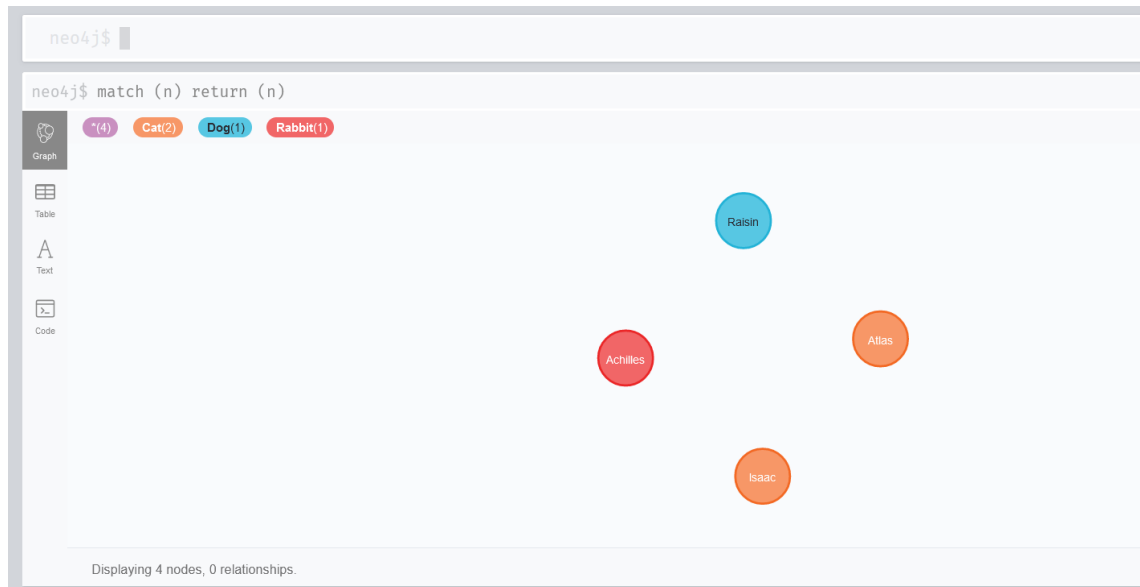 neo4j$
neo4j$ match (n) return (n)
*(4) Cat(2) Dog(1) Rabbit(1)
Graph
Table
A
Text
Code
Raisin
Atlas
Achilles
Isaac
Displaying 4 nodes, 0 relationships.